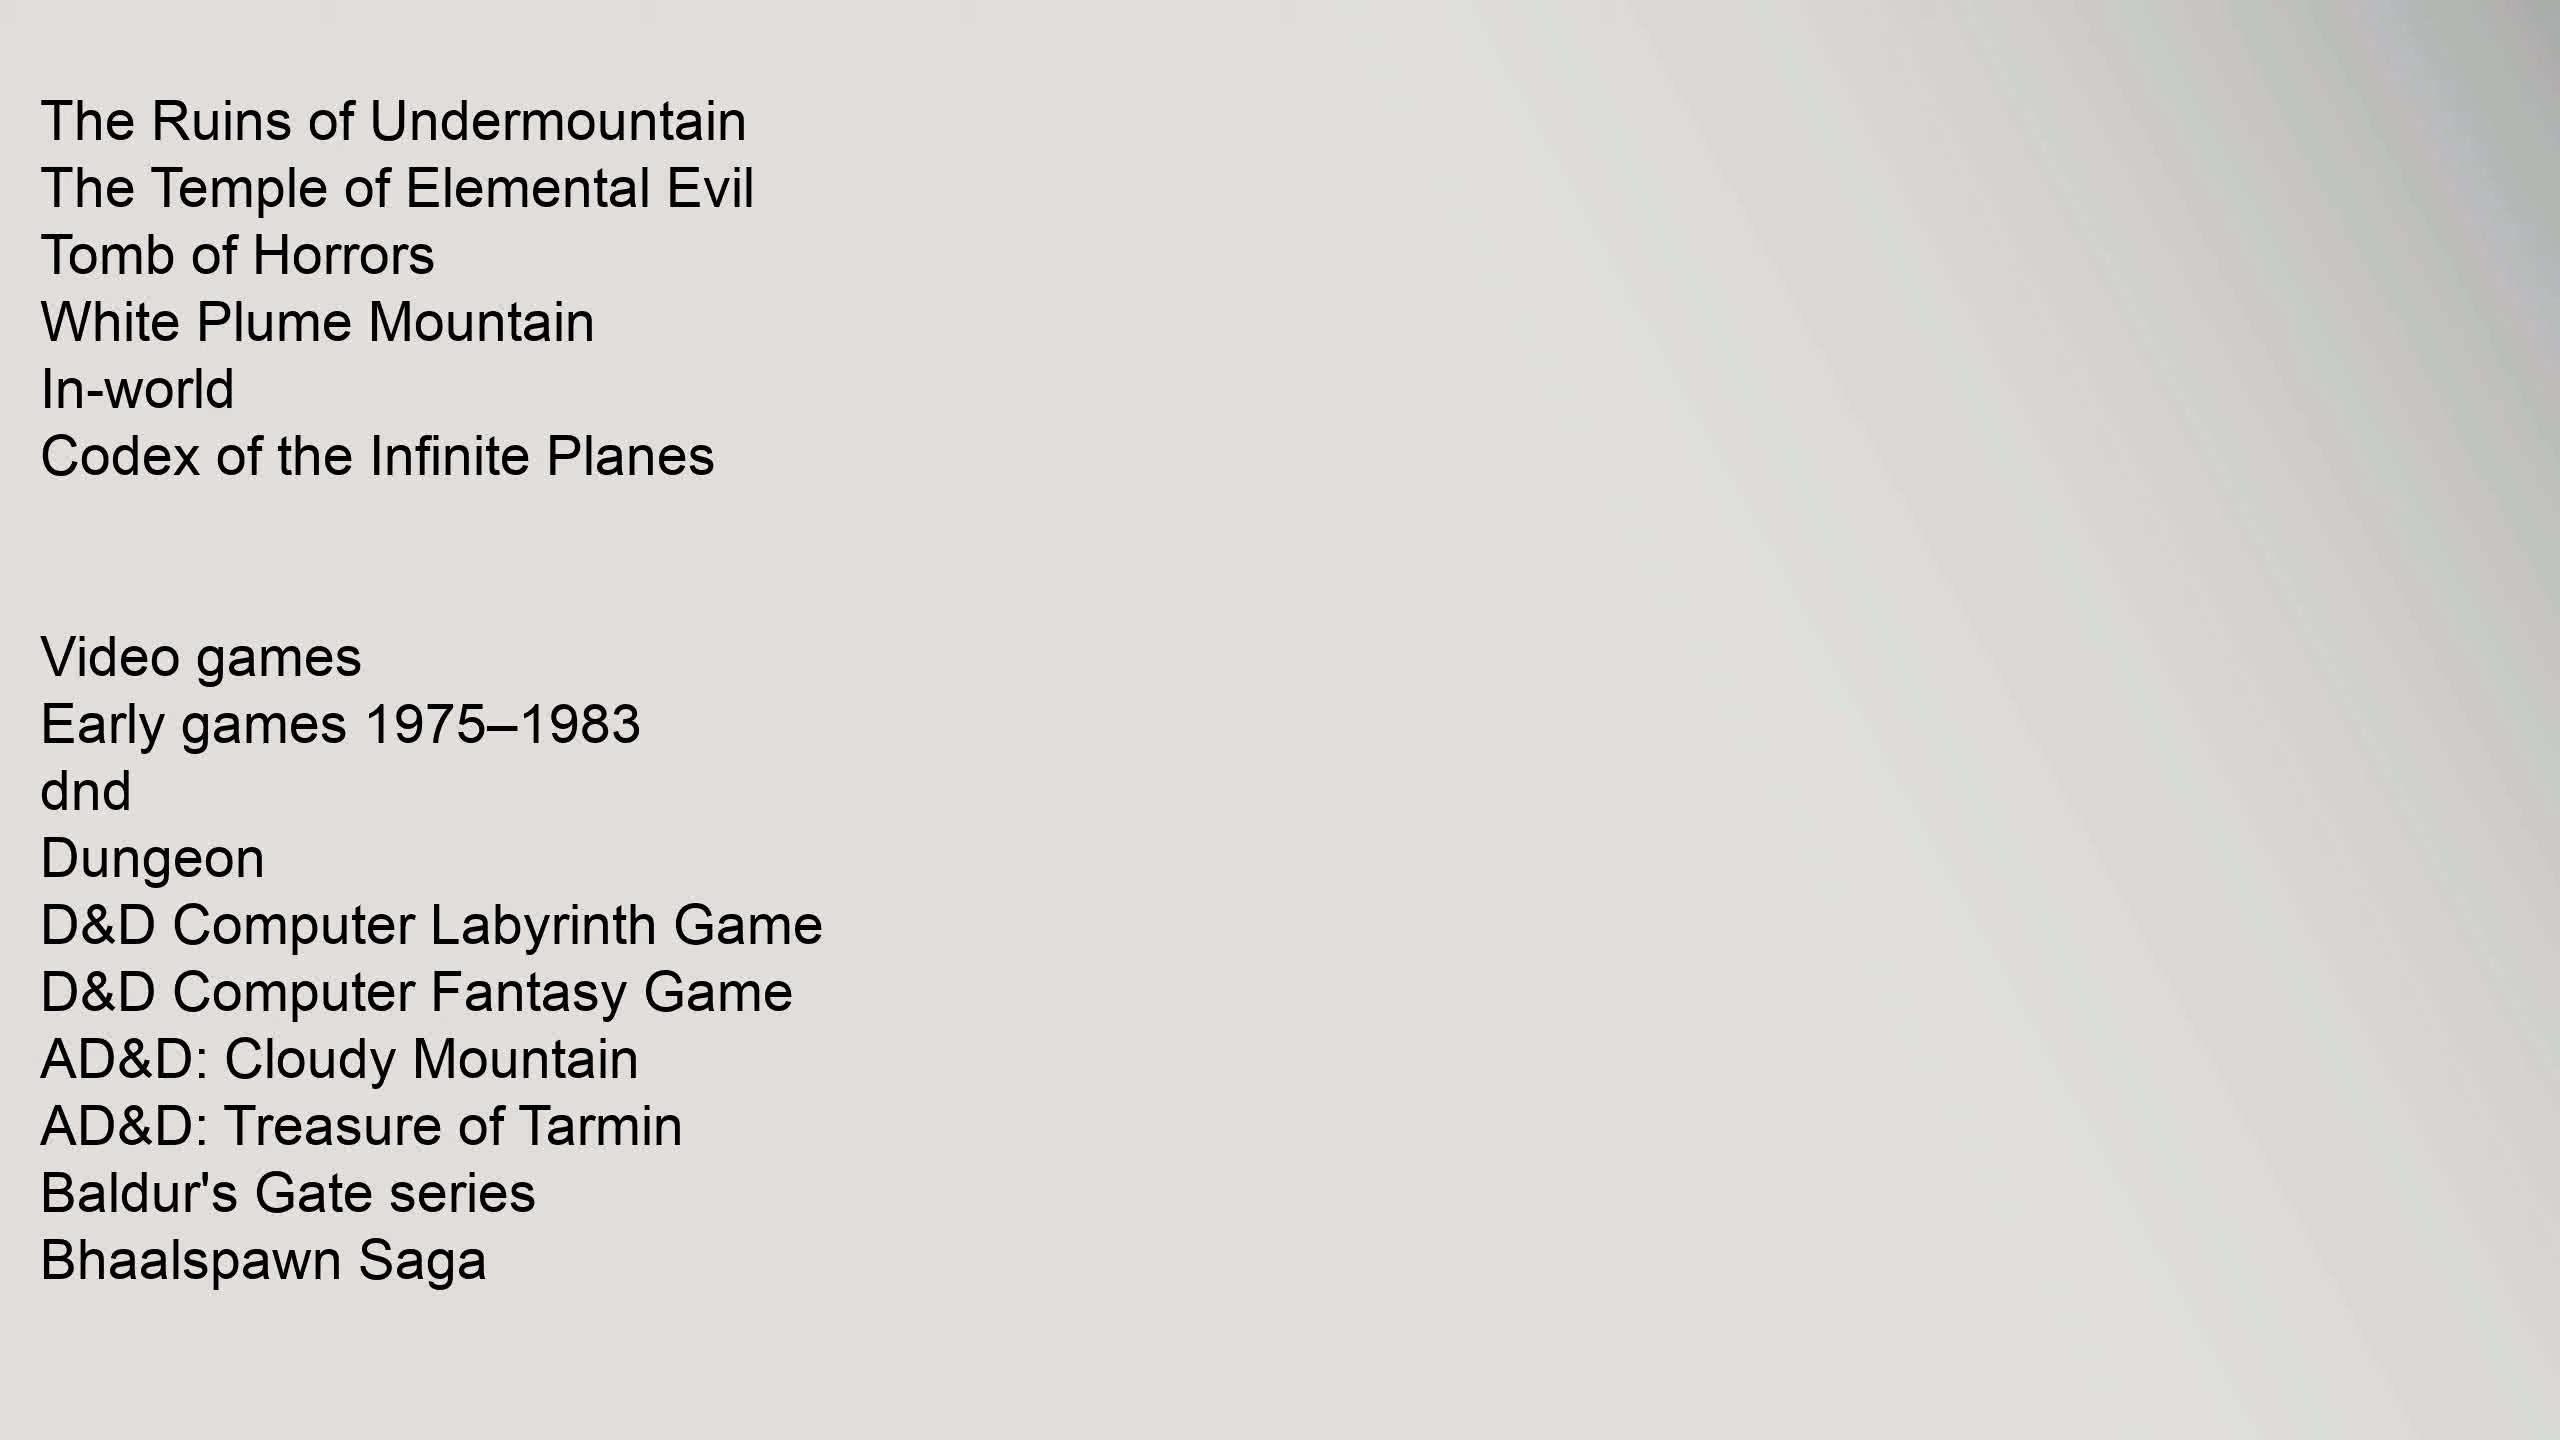 The Ruins of Undermountain
The Temple of Elemental Evil
Tomb of Horrors
White Plume Mountain
In-world
Codex of the Infinite Planes
Video games
Early games 1975–1983
dnd
Dungeon
D&D Computer Labyrinth Game
D&D Computer Fantasy Game
AD&D: Cloudy Mountain
AD&D: Treasure of Tarmin
Baldur's Gate series
Bhaalspawn Saga